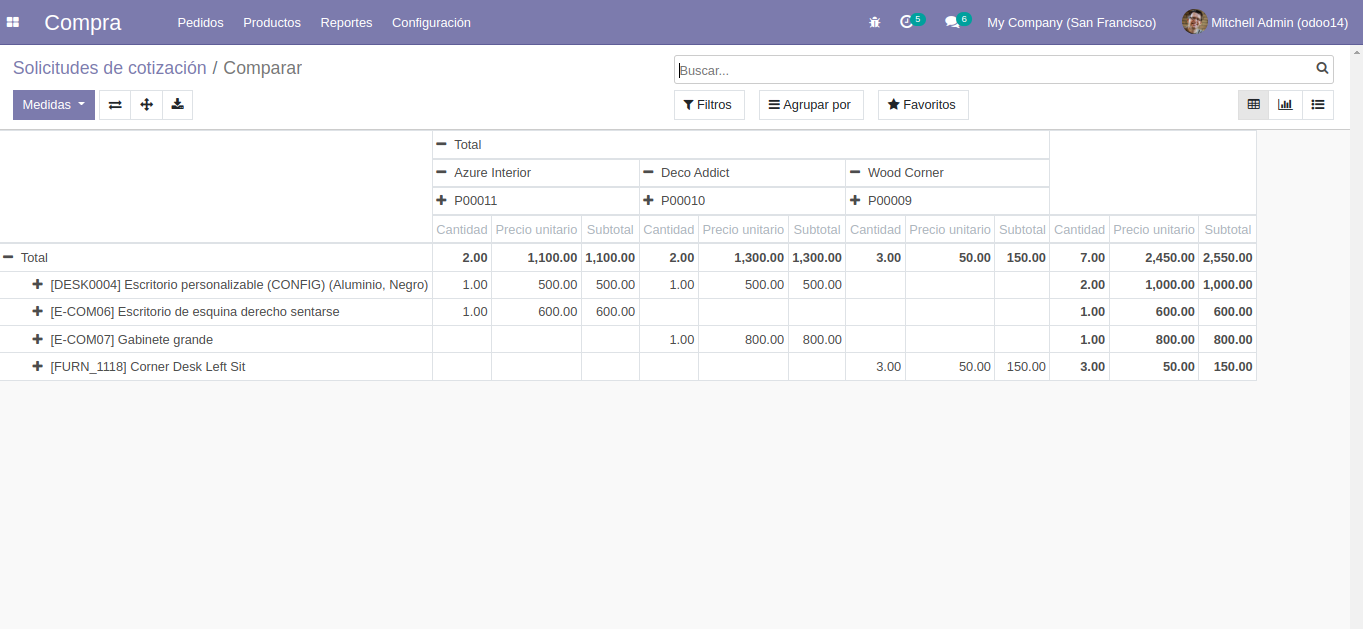 Compra Pedidos Productos Reportes Configuración 5 6 My Company (San Francisco) Mitchell Admin (odoo14)
Solicitudes de cotización / Comparar Buscar...
Medidas Filtros Agrupar por Favoritos
Total
Azure Interior Deco Addict Wood Corner
P00011 P00010 P00009
Cantidad Precio unitario Subtotal Cantidad Precio unitario Subtotal Cantidad Precio unitario Subtotal Cantidad Precio unitario Subtotal
Total 2.00 1,100.00 1,100.00 2.00 1,300.00 1,300.00 3.00 50.00 150.00 7.00 2,450.00 2,550.00
[DESK0004] Escritorio personalizable (CONFIG) (Aluminio, Negro) 1.00 500.00 500.00 1.00 500.00 500.00 2.00 1,000.00 1,000.00
[E-COM06] Escritorio de esquina derecho sentarse 1.00 600.00 600.00 1.00 600.00 600.00
[E-COM07] Gabinete grande 1.00 800.00 800.00 1.00 800.00 800.00
[FURN_1118] Corner Desk Left Sit 3.00 50.00 150.00 3.00 50.00 150.00